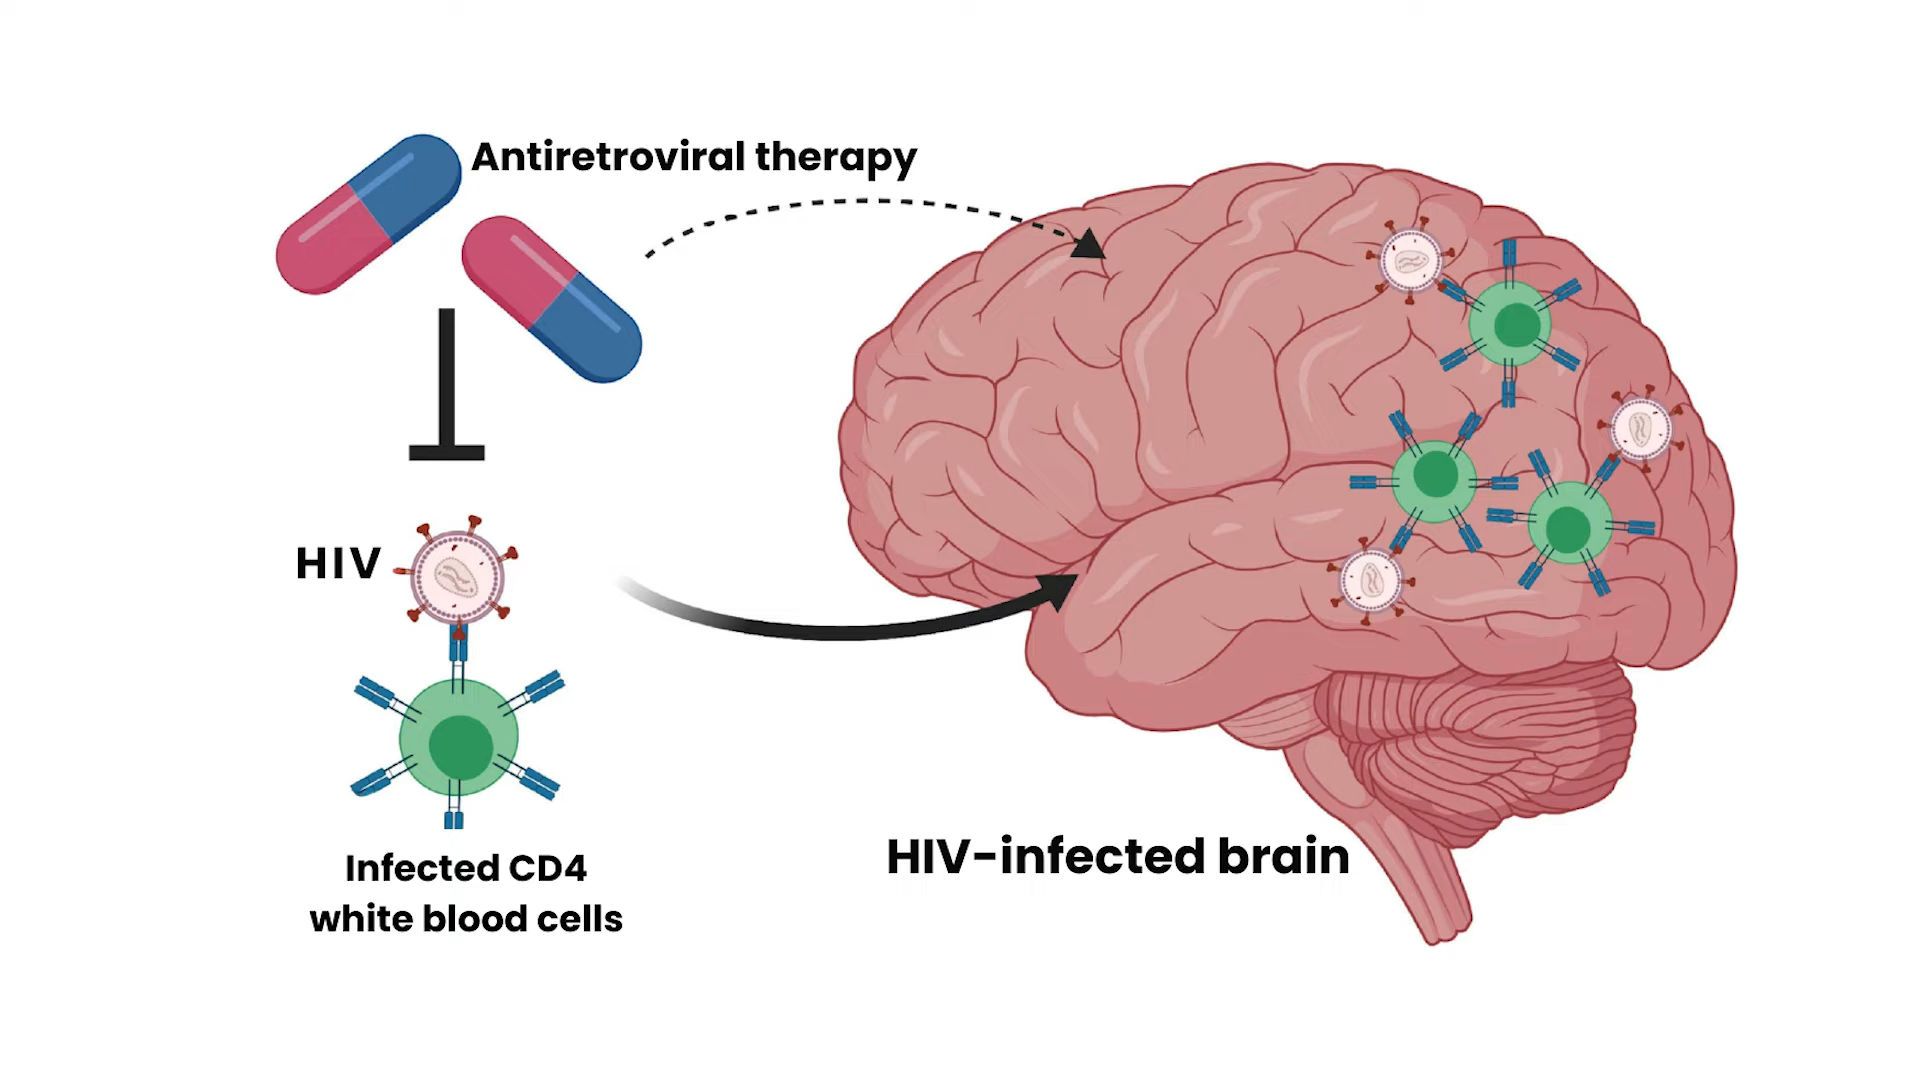 Antiretroviral therapy
HIV
Infected CD4
white blood cells
HIV-infected brain